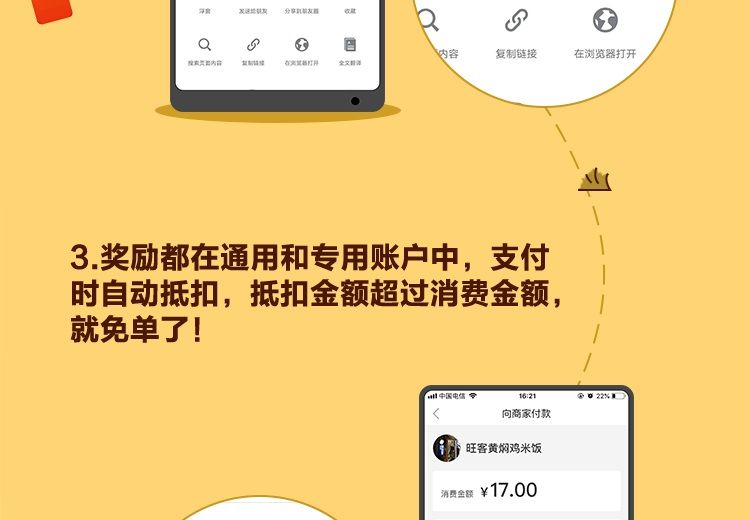 浮窗 发送给朋友 分享到朋友圈 收藏
搜索页面内容 复制链接 在浏览器打开 全文翻译
内容 复制链接 在浏览器打开
3.奖励都在通用和专用账户中，支付
时自动抵扣，抵扣金额超过消费金额，
就免单了！
中国电信 16:21 22%
向商家付款
旺客黄焖鸡米饭
消费金额 ¥17.00